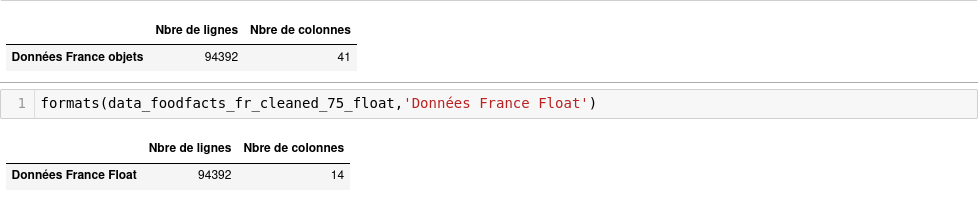 Nbre de lignes Nbre de colonnes
Données France objets 94392 41
1 formats(data_foodfacts_fr_cleaned_75_float,'Données France Float')
Nbre de lignes Nbre de colonnes
Données France Float 94392 14